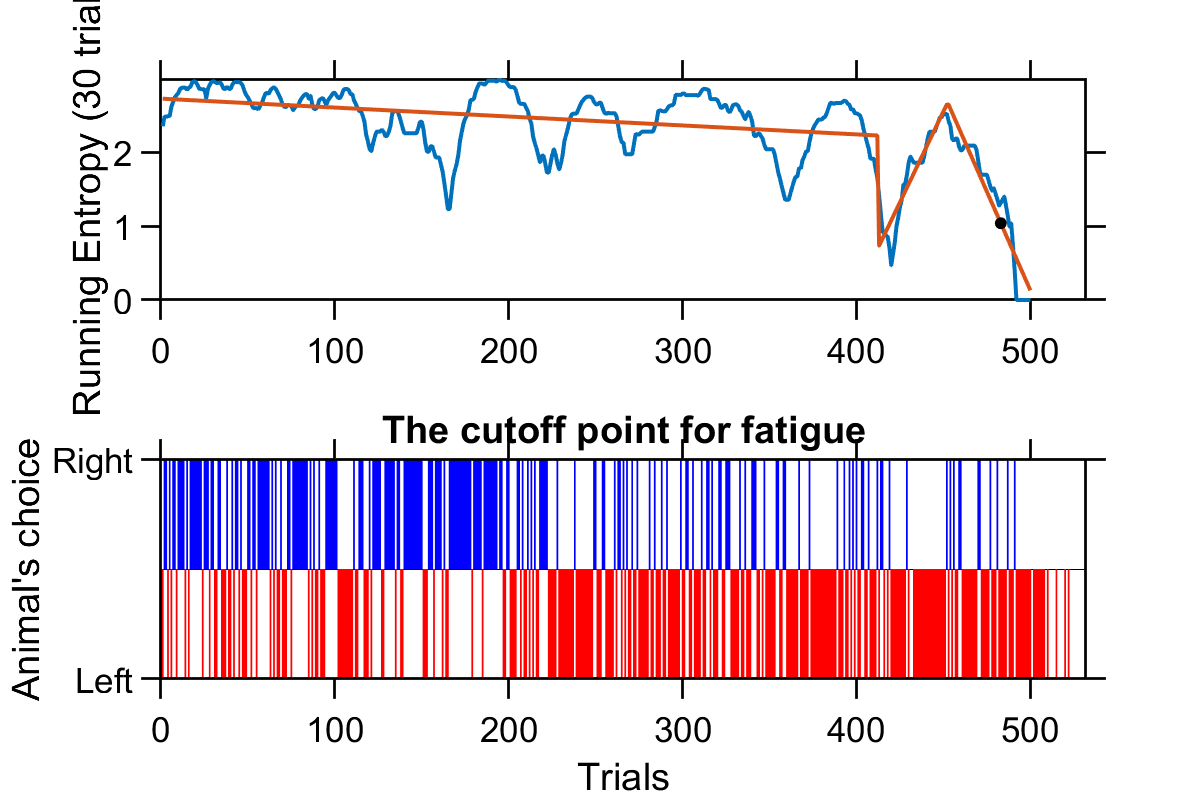 Running Entropy (30 trial
2
1
0
0 100 200 300 400 500
The cutoff point for fatigue
Animal's choice
Right
Left
0 100 200 300 400 500
Trials